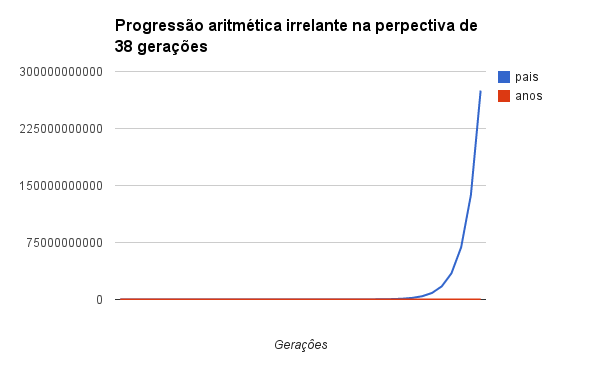 Progressão aritmética irrelante na perpectiva de
38 gerações
300000000000
225000000000
150000000000
75000000000
0
pais
anos
Gerações